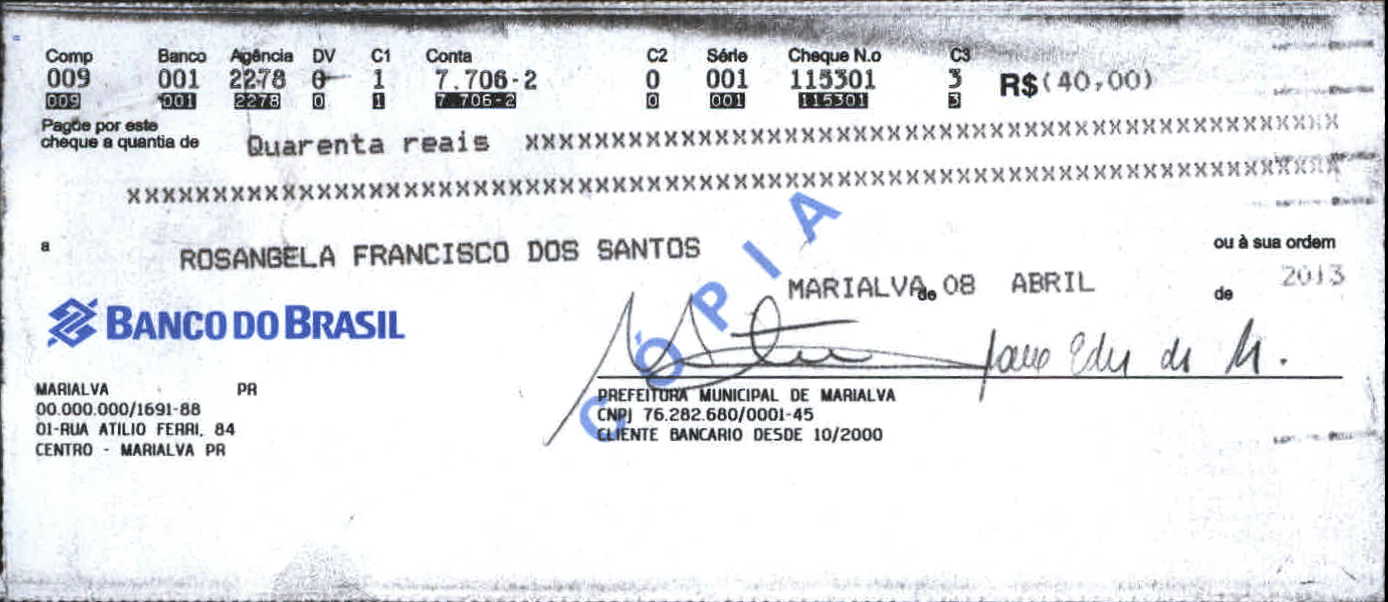 Comp Banco Agência DV C1 Conta C2 Série Cheque N.o C3
009 001 2278 0 1 7.706-2 0 001 115301 3 R$(40,00)
009 001 2278 0 1 7.706-2 0 001 115301 3
Pague por este
cheque a quantia de Quarenta reais xxxxxxxxxxxxxxxxxxxxxxxxxxxxxxxxxxxxxxxxxxxxxxx
xxxxxxxxxxxxxxxxxxxxxxxxxxxxxxxxxxxxxxxxxxxxxxxxxxxxxxxxxxxxxxxxxxxxxx
a ROSANGELA FRANCISCO DOS SANTOS ou à sua ordem
MARIALVA, de 08 ABRIL de 2013
CÓPIA
BANCO DO BRASIL
MARIALVA PR
00.000.000/1691-88
01-RUA ATILIO FERRI, 84
CENTRO - MARIALVA PR
PREFEITURA MUNICIPAL DE MARIALVA
CNPJ 76.282.680/0001-45
CLIENTE BANCARIO DESDE 10/2000